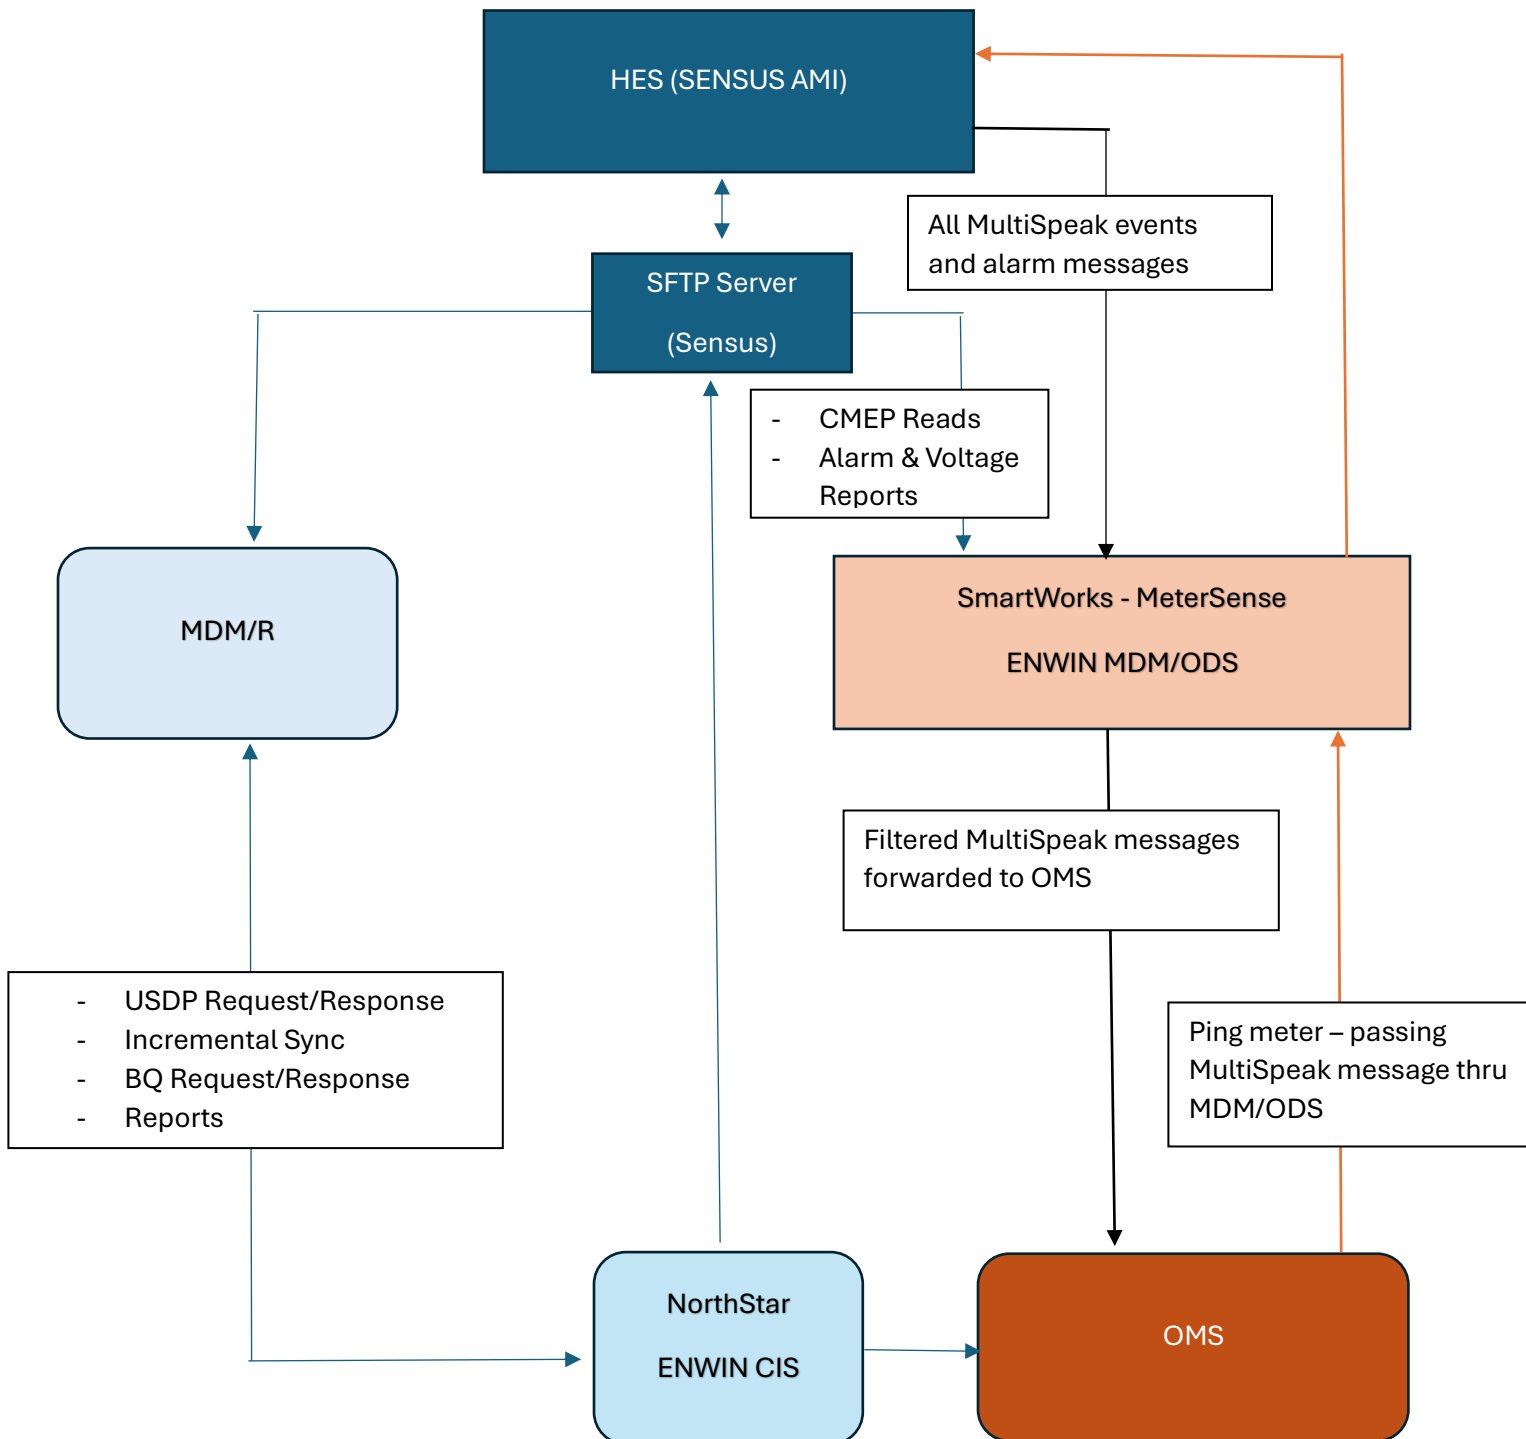 HES (SENSUS AMI)
All MultiSpeak events
and alarm messages
SFTP Server
(Sensus)
- CMEP Reads
- Alarm & Voltage
Reports
MDM/R
SmartWorks - MeterSense
ENWIN MDM/ODS
Filtered MultiSpeak messages
forwarded to OMS
- USDP Request/Response
- Incremental Sync
- BQ Request/Response
- Reports
Ping meter – passing
MultiSpeak message thru
MDM/ODS
NorthStar
ENWIN CIS
OMS